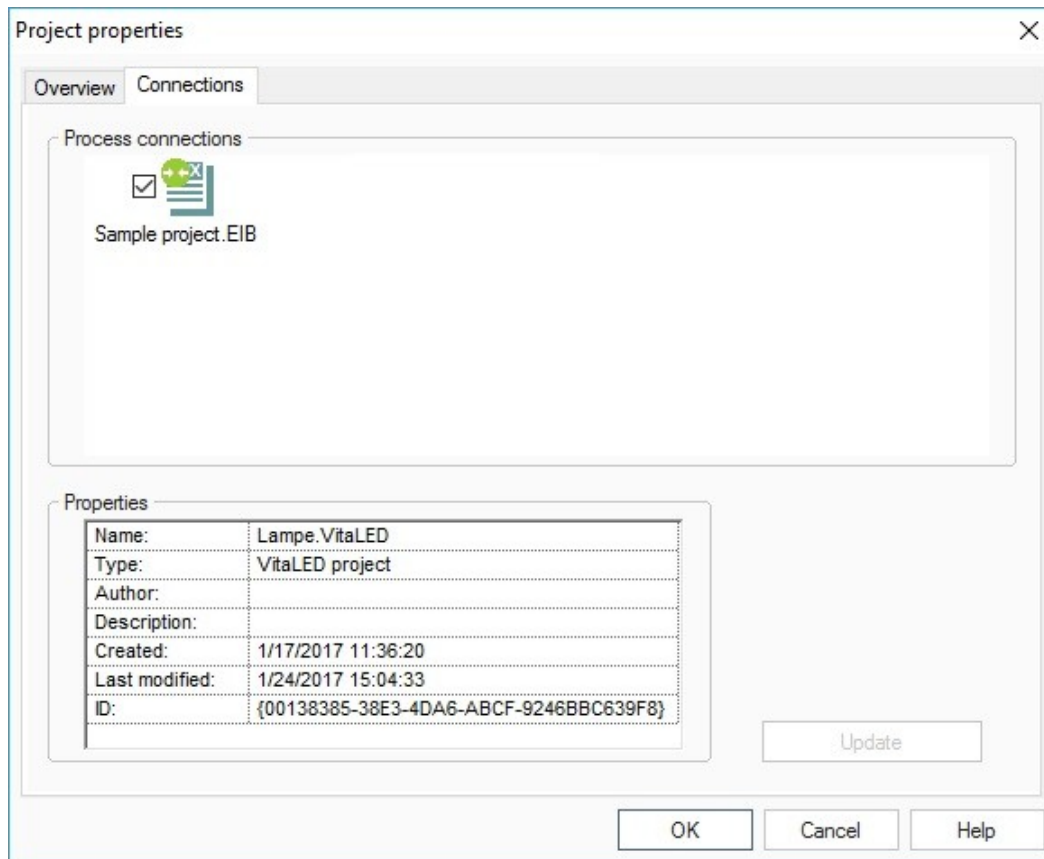 Project properties
Overview Connections
Process connections
Sample project.EIB
Properties
Name: Lampe.VitaLED
Type: VitaLED project
Author:
Description:
Created: 1/17/2017 11:36:20
Last modified: 1/24/2017 15:04:33
ID: {00138385-38E3-4DA6-ABCF-9246BBC639F8}
Update
OK Cancel Help